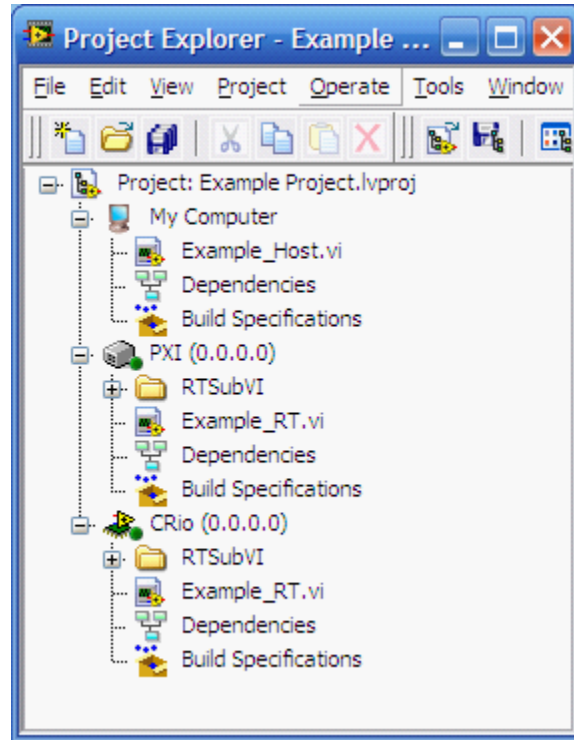 Project Explorer - Example ...
File Edit View Project Operate Tools Window
Project: Example Project.lvproj
My Computer
Example_Host.vi
Dependencies
Build Specifications
PXI (0.0.0.0)
RTSubVI
Example_RT.vi
Dependencies
Build Specifications
CRio (0.0.0.0)
RTSubVI
Example_RT.vi
Dependencies
Build Specifications